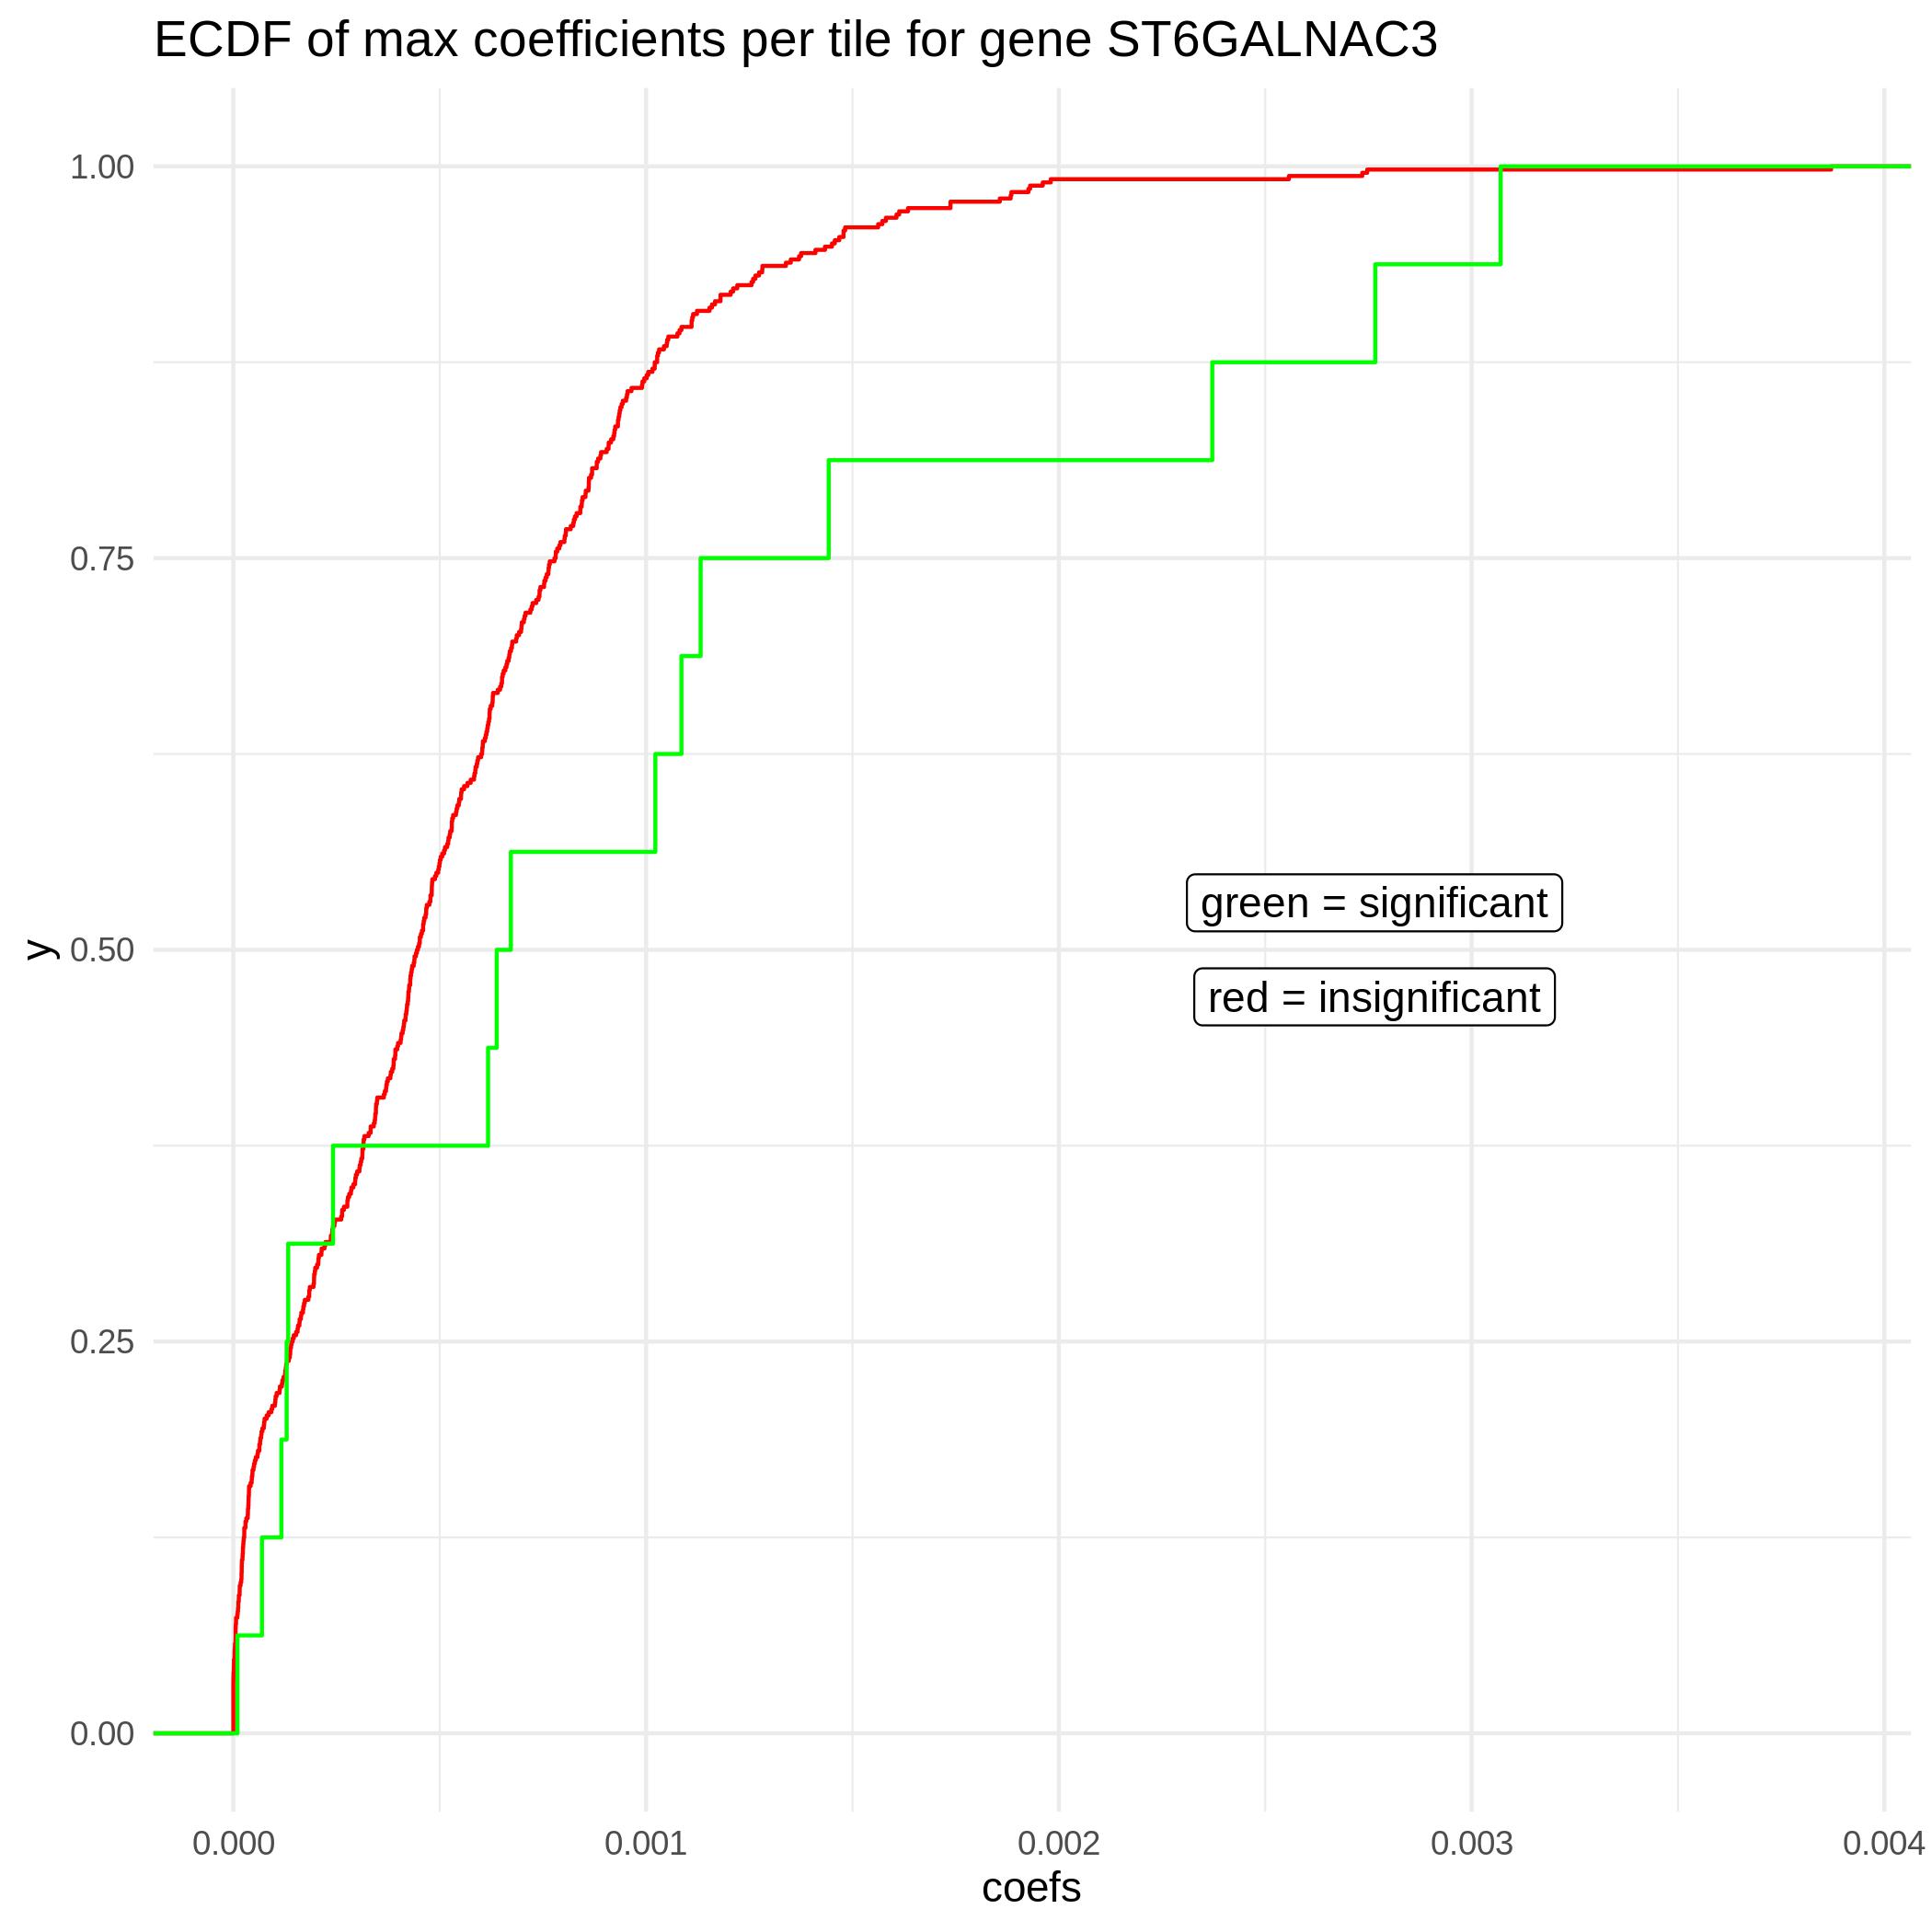 ECDF of max coefficients per tile for gene ST6GALNAC3
1.00
0.75
0.50
0.25
0.00
y
green = significant
red = insignificant
0.000 0.001 0.002 0.003 0.004
coefs